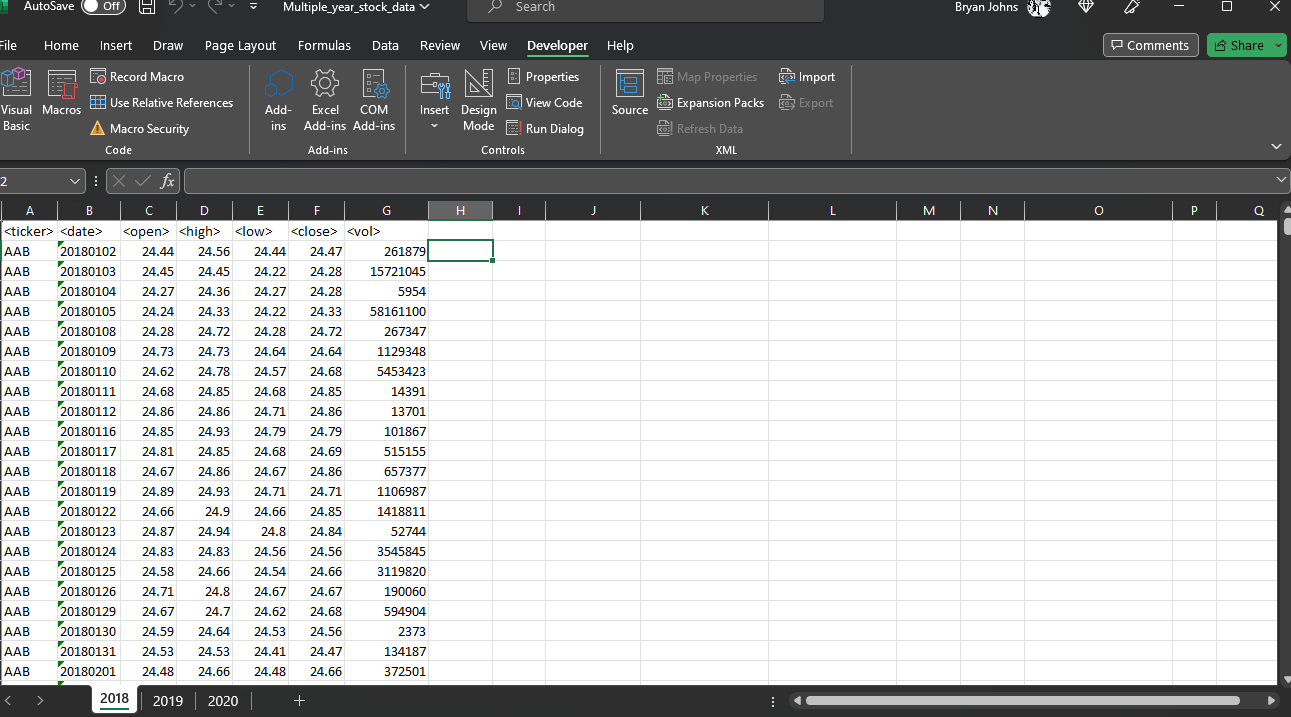 AutoSave Off Multiple_year_stock_data Search Bryan Johns
File Home Insert Draw Page Layout Formulas Data Review View Developer Help Comments Share
Visual Basic Macros Record Macro Use Relative References Macro Security Code
Add-ins Excel Add-ins COM Add-ins Add-ins
Insert Design Mode Properties View Code Run Dialog Controls
Source Map Properties Expansion Packs Refresh Data Import Export XML
2 fx
A B C D E F G H I J K L M N O P Q
<ticker> <date> <open> <high> <low> <close> <vol>
AAB 20180102 24.44 24.56 24.44 24.47 261879
AAB 20180103 24.45 24.45 24.22 24.28 15721045
AAB 20180104 24.27 24.36 24.27 24.28 5954
AAB 20180105 24.24 24.33 24.22 24.33 58161100
AAB 20180108 24.28 24.72 24.28 24.72 267347
AAB 20180109 24.73 24.73 24.64 24.64 1129348
AAB 20180110 24.62 24.78 24.57 24.68 5453423
AAB 20180111 24.68 24.85 24.68 24.85 14391
AAB 20180112 24.86 24.86 24.71 24.86 13701
AAB 20180116 24.85 24.93 24.79 24.79 101867
AAB 20180117 24.81 24.85 24.68 24.69 515155
AAB 20180118 24.67 24.86 24.67 24.86 657377
AAB 20180119 24.89 24.93 24.71 24.71 1106987
AAB 20180122 24.66 24.9 24.66 24.85 1418811
AAB 20180123 24.87 24.94 24.8 24.84 52744
AAB 20180124 24.83 24.83 24.56 24.56 3545845
AAB 20180125 24.58 24.66 24.54 24.66 3119820
AAB 20180126 24.71 24.8 24.67 24.67 190060
AAB 20180129 24.67 24.7 24.62 24.68 594904
AAB 20180130 24.59 24.64 24.53 24.56 2373
AAB 20180131 24.53 24.53 24.41 24.47 134187
AAB 20180201 24.48 24.66 24.48 24.66 372501
2018 2019 2020